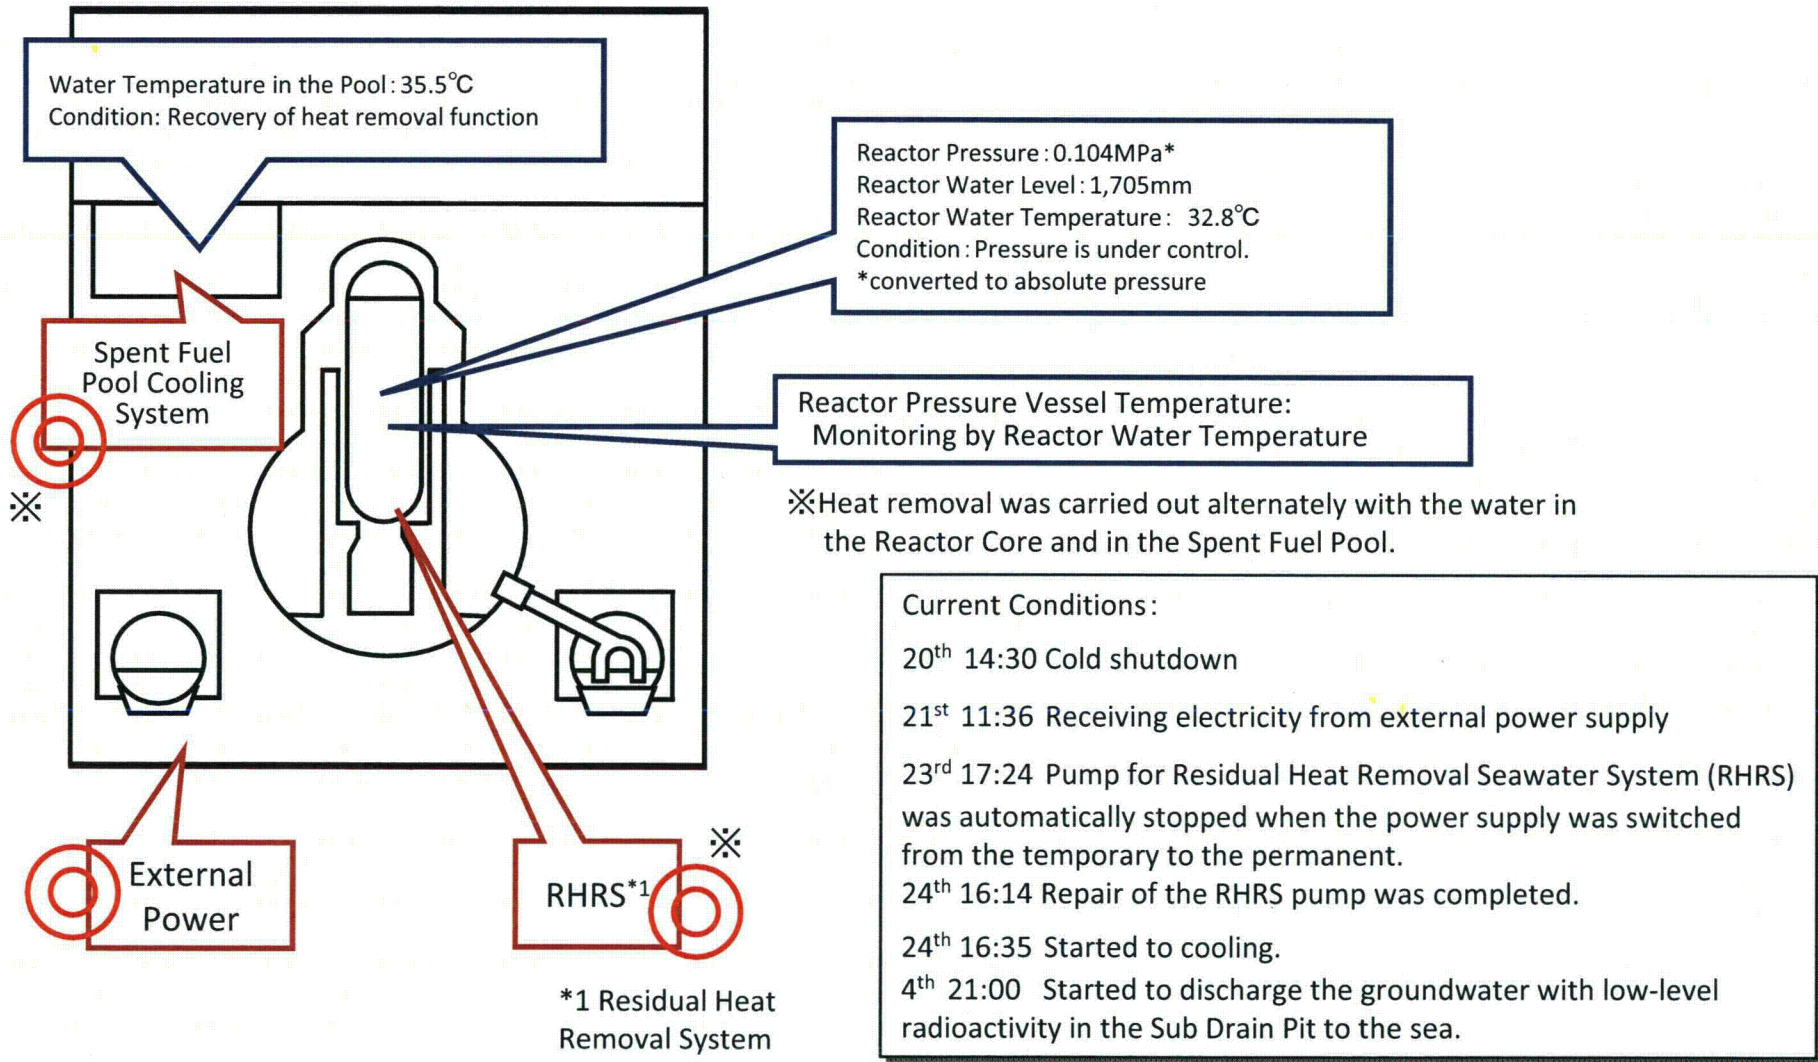 Water Temperature in the Pool : 35.5℃
Condition: Recovery of heat removal function
Reactor Pressure : 0.104MPa*
Reactor Water Level : 1,705mm
Reactor Water Temperature : 32.8℃
Condition : Pressure is under control.
*converted to absolute pressure
Spent Fuel
Pool Cooling
System
※
Reactor Pressure Vessel Temperature:
Monitoring by Reactor Water Temperature
※Heat removal was carried out alternately with the water in
the Reactor Core and in the Spent Fuel Pool.
External
Power
RHRS*1
※
*1 Residual Heat
Removal System
Current Conditions :
20th 14:30 Cold shutdown
21st 11:36 Receiving electricity from external power supply
23rd 17:24 Pump for Residual Heat Removal Seawater System (RHRS)
was automatically stopped when the power supply was switched
from the temporary to the permanent.
24th 16:14 Repair of the RHRS pump was completed.
24th 16:35 Started to cooling.
4th 21:00 Started to discharge the groundwater with low-level
radioactivity in the Sub Drain Pit to the sea.